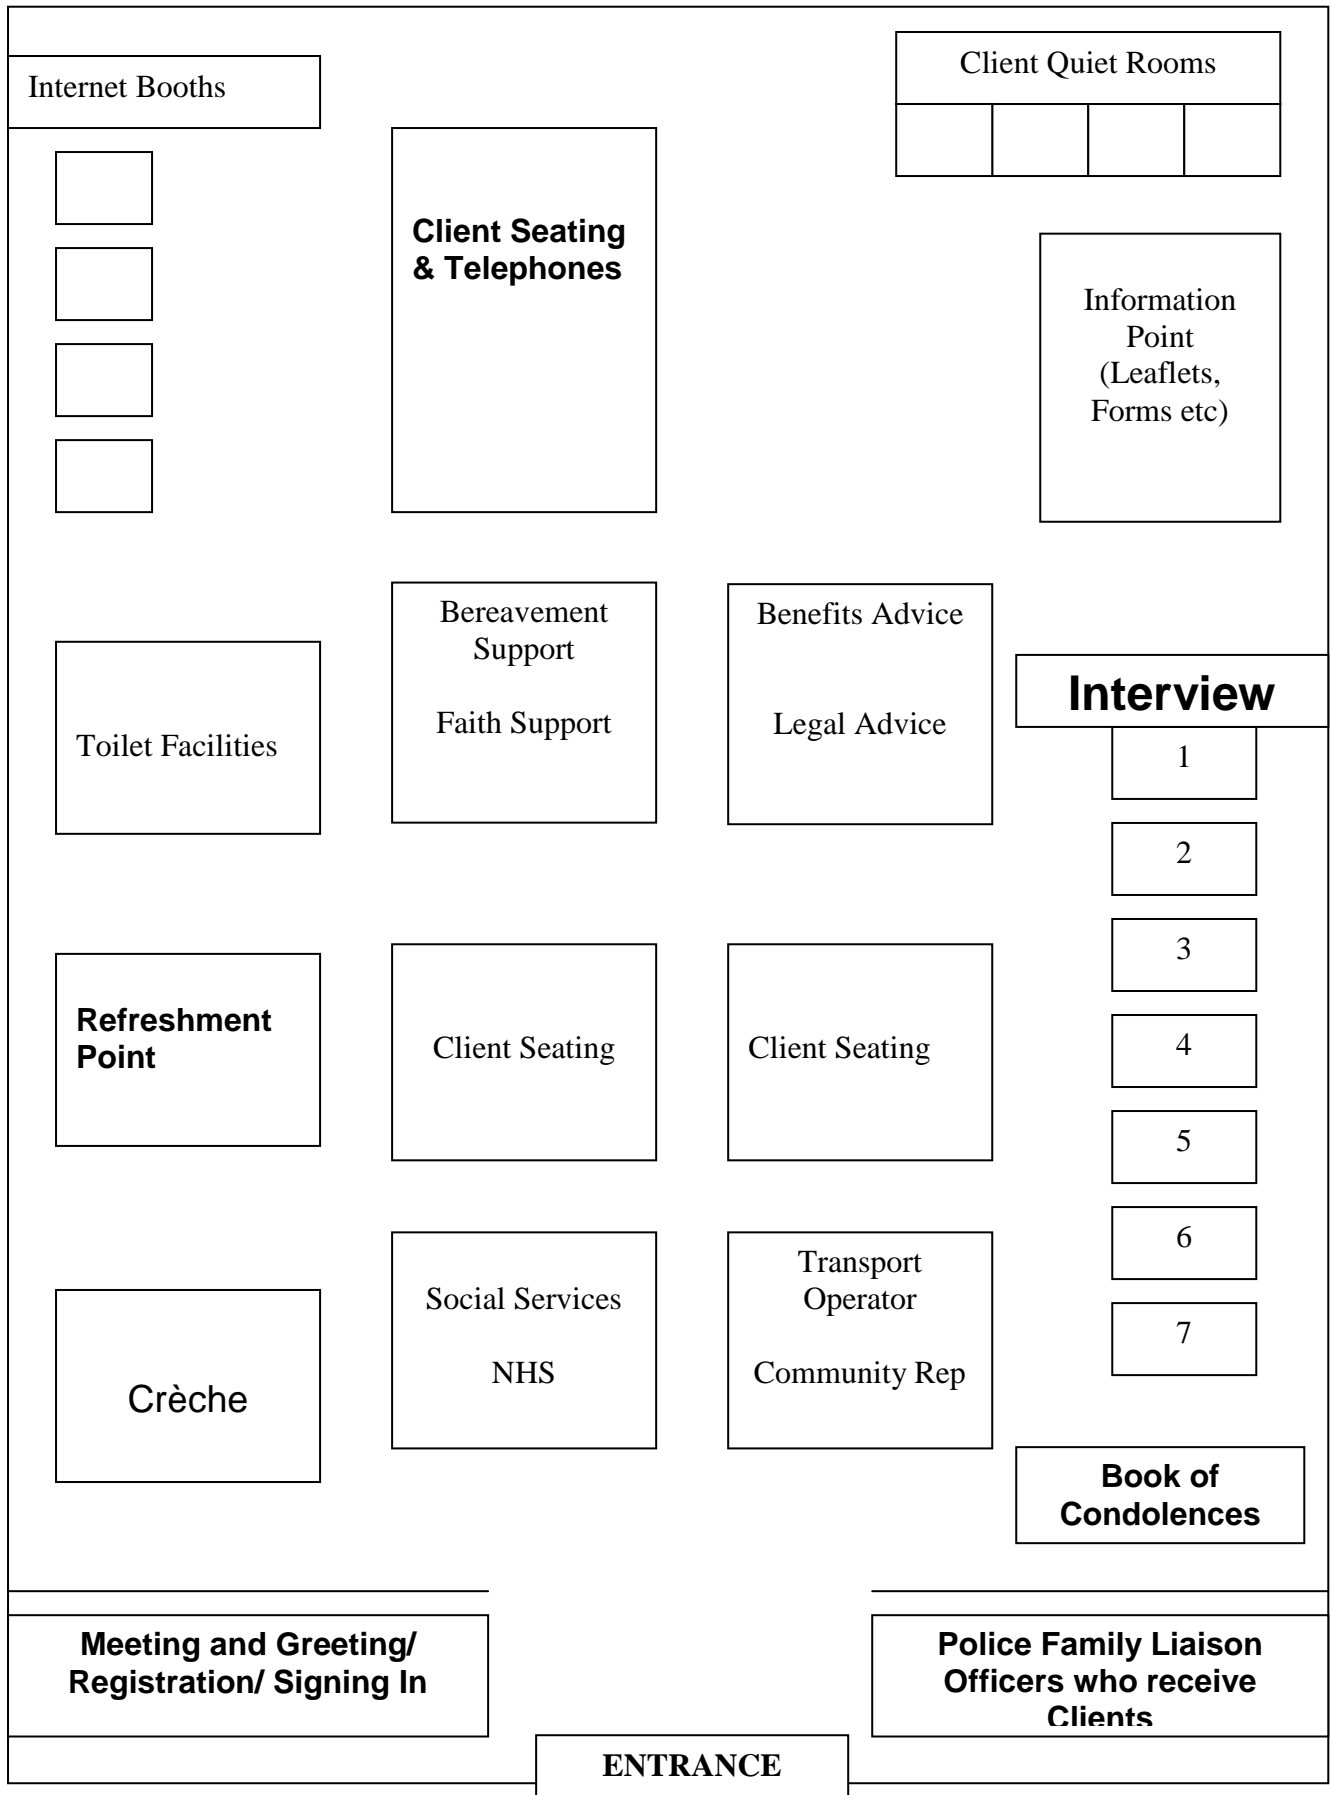 Internet Booths
Client Quiet Rooms
Client Seating
& Telephones
Information
Point
(Leaflets,
Forms etc)
Bereavement
Support
Faith Support
Benefits Advice
Legal Advice
Toilet Facilities
Interview
1
2
3
4
5
6
7
Refreshment
Point
Client Seating
Client Seating
Crèche
Social Services
NHS
Transport
Operator
Community Rep
Book of
Condolences
Meeting and Greeting/
Registration/ Signing In
Police Family Liaison
Officers who receive
Clients
ENTRANCE